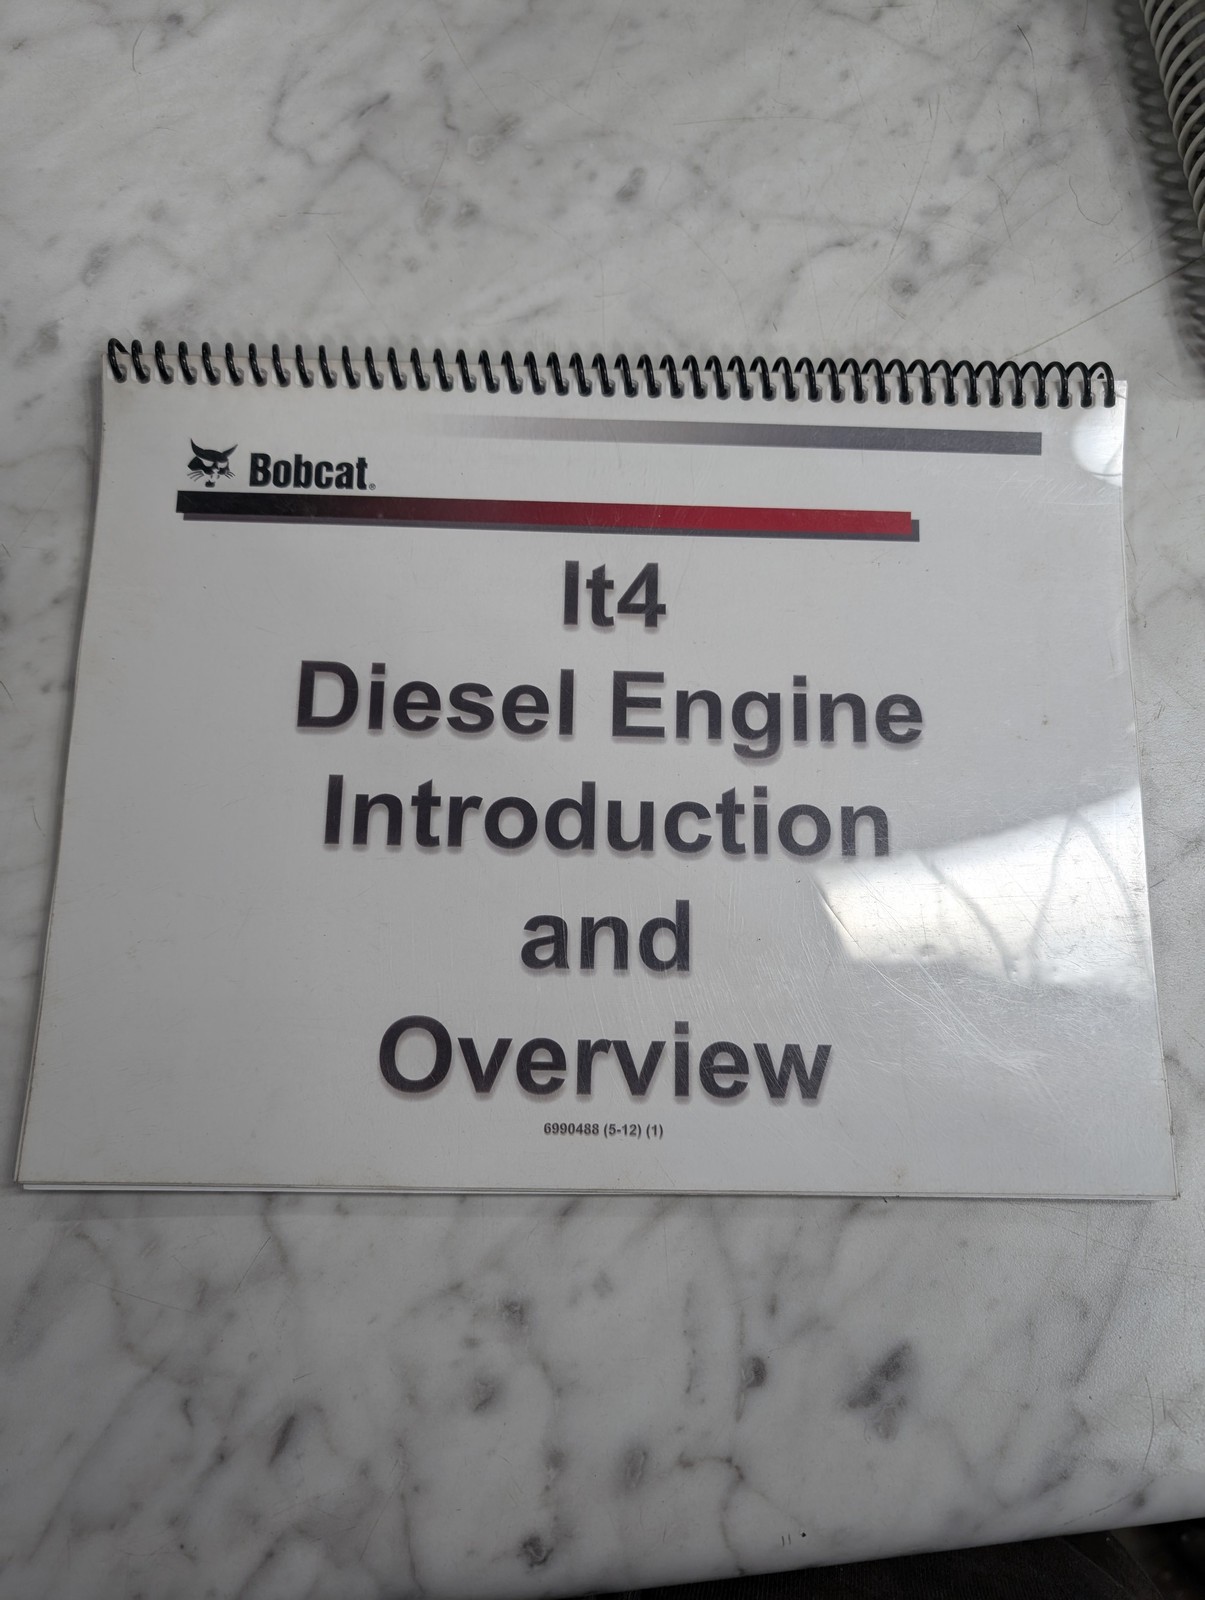 Bobcat®
It4
Diesel Engine
Introduction
and
Overview
6990488 (5-12) (1)